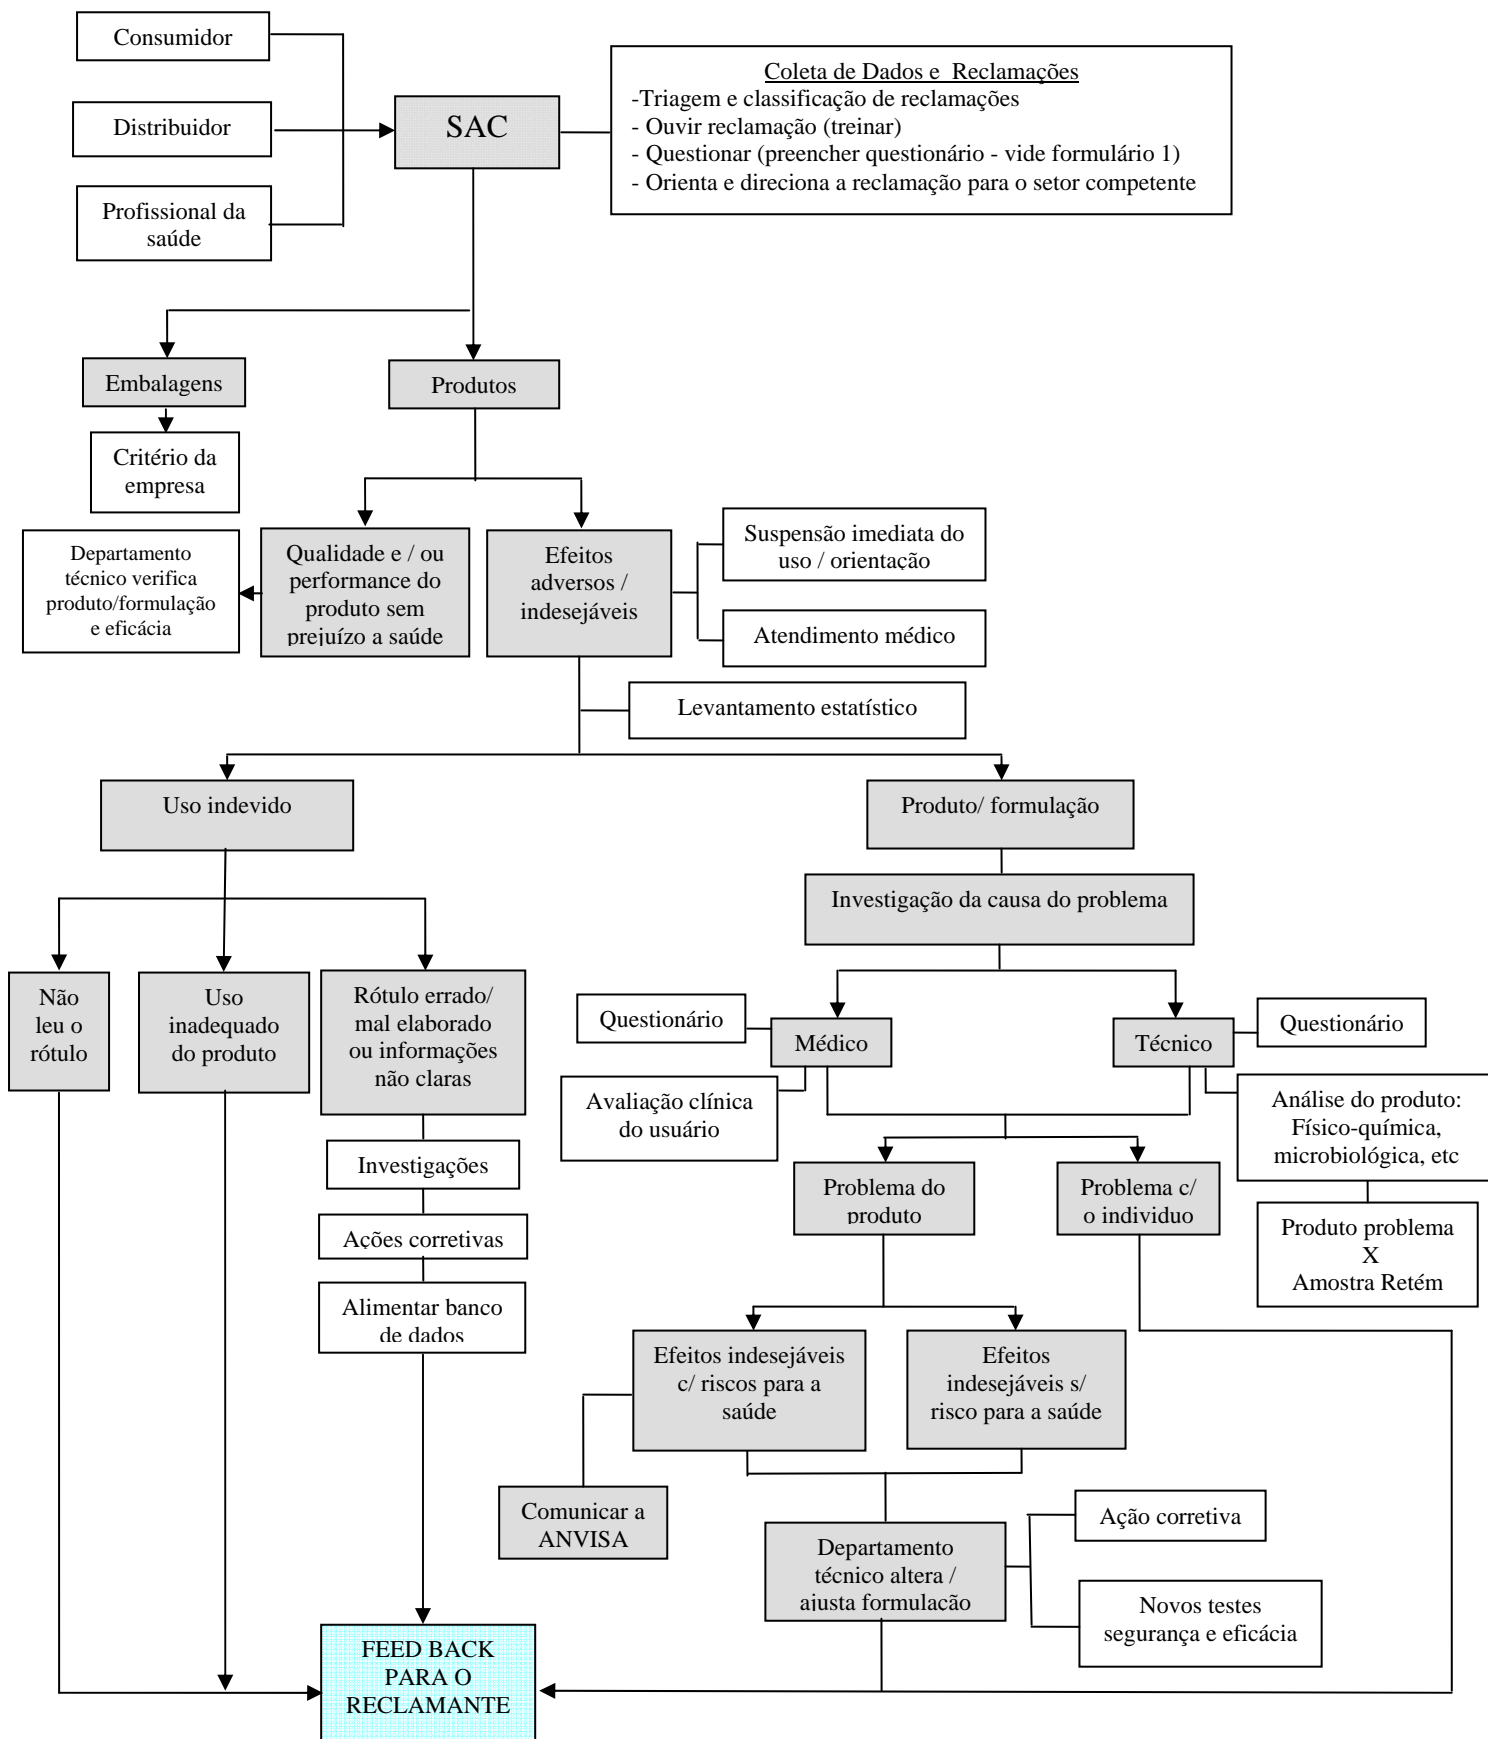 Consumidor
Distribuidor
Profissional da
saúde
SAC
Coleta de Dados e  Reclamações
-Triagem e classificação de reclamações
- Ouvir reclamação (treinar)
- Questionar (preencher questionário - vide formulário 1)
- Orienta e direciona a reclamação para o setor competente
Embalagens
Produtos
Critério da
empresa
Departamento
técnico verifica
produto/formulação
e eficácia
Qualidade e / ou
performance do
produto sem
prejuízo a saúde
Efeitos
adversos /
indesejáveis
Suspensão imediata do
uso / orientação
Atendimento médico
Levantamento estatístico
Uso indevido
Produto/ formulação
Investigação da causa do problema
Não
leu o
rótulo
Uso
inadequado
do produto
Rótulo errado/
mal elaborado
ou informações
não claras
Questionário
Médico
Técnico
Questionário
Avaliação clínica
do usuário
Análise do produto:
Físico-química,
microbiológica, etc
Investigações
Problema do
produto
Problema c/
o individuo
Ações corretivas
Produto problema
X
Amostra Retém
Alimentar banco
de dados
Efeitos indesejáveis
c/ riscos para a
saúde
Efeitos
indesejáveis s/
risco para a saúde
Comunicar a
ANVISA
Departamento
técnico altera /
ajusta formulação
Ação corretiva
Novos testes
segurança e eficácia
FEED BACK
PARA O
RECLAMANTE